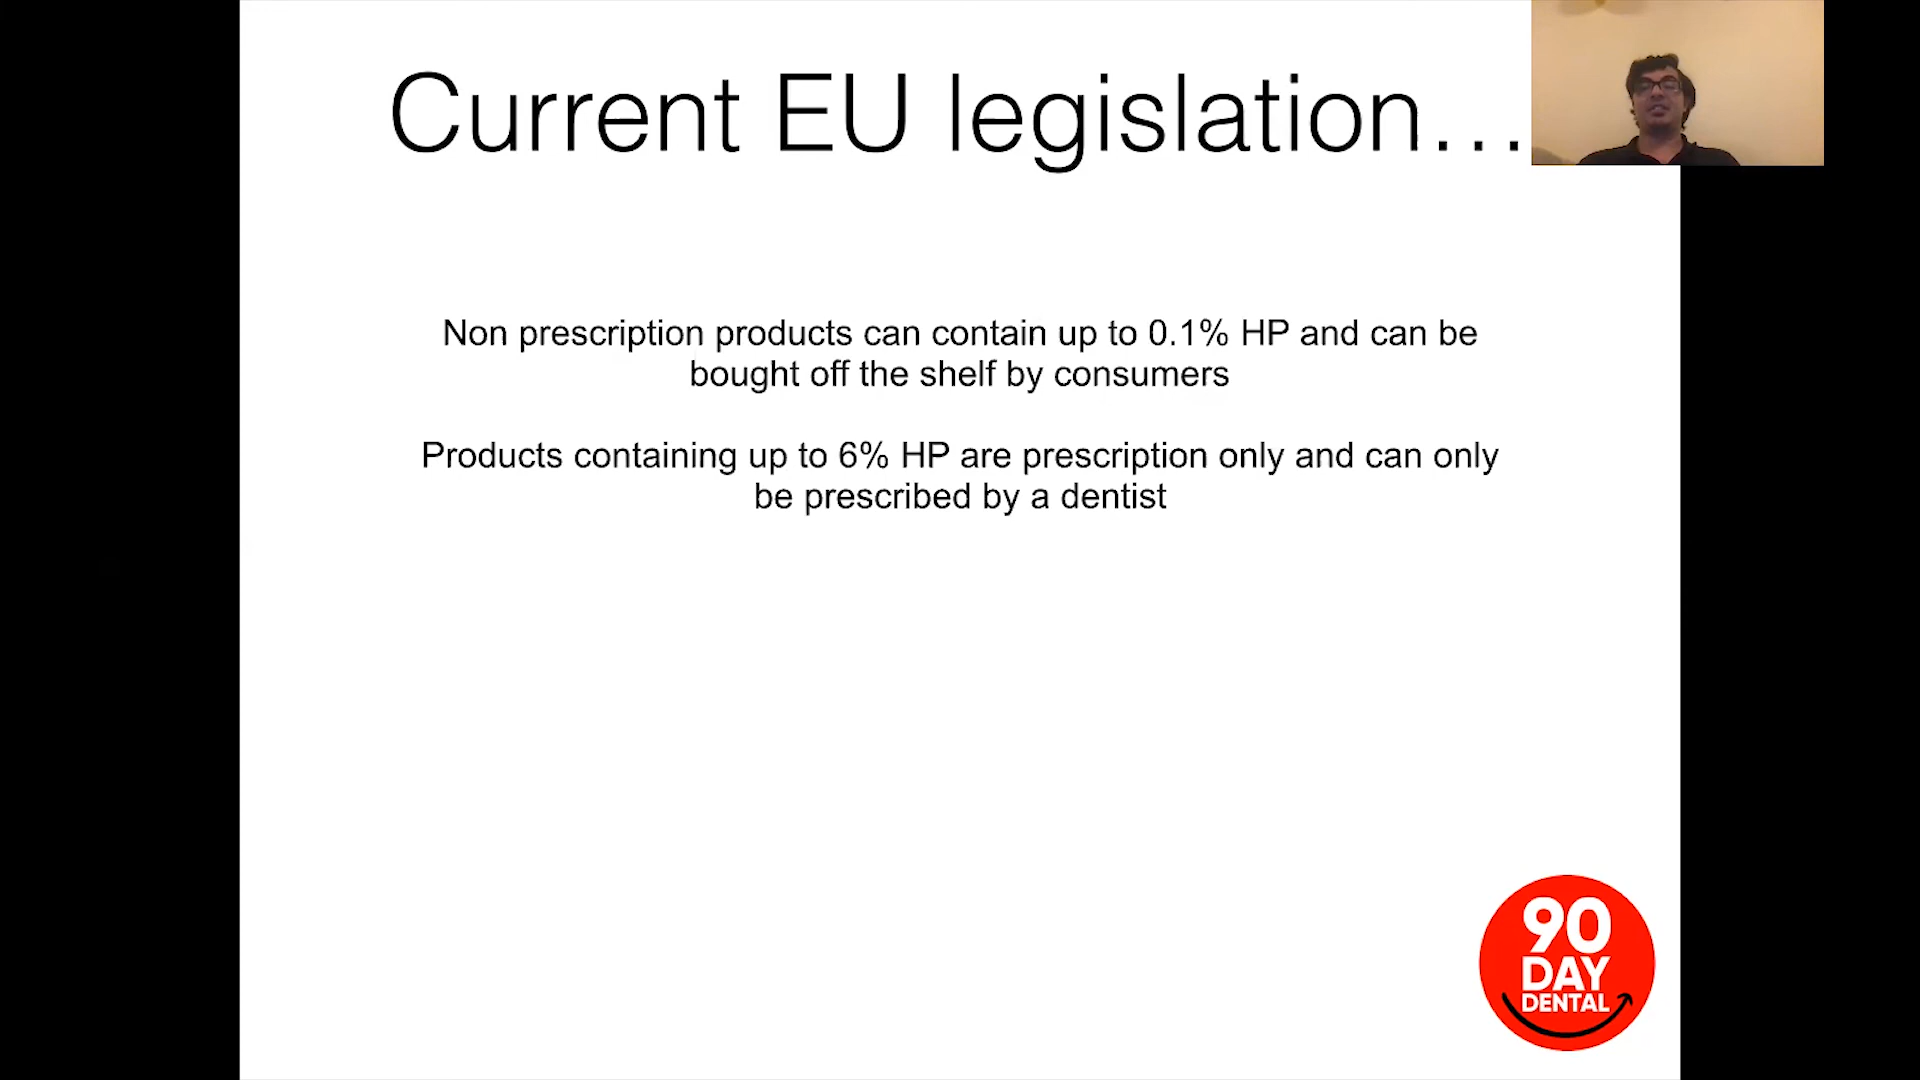 Current EU legislation...
Non prescription products can contain up to 0.1% HP and can be
bought off the shelf by consumers
Products containing up to 6% HP are prescription only and can only
be prescribed by a dentist
90
DAY
DENTAL